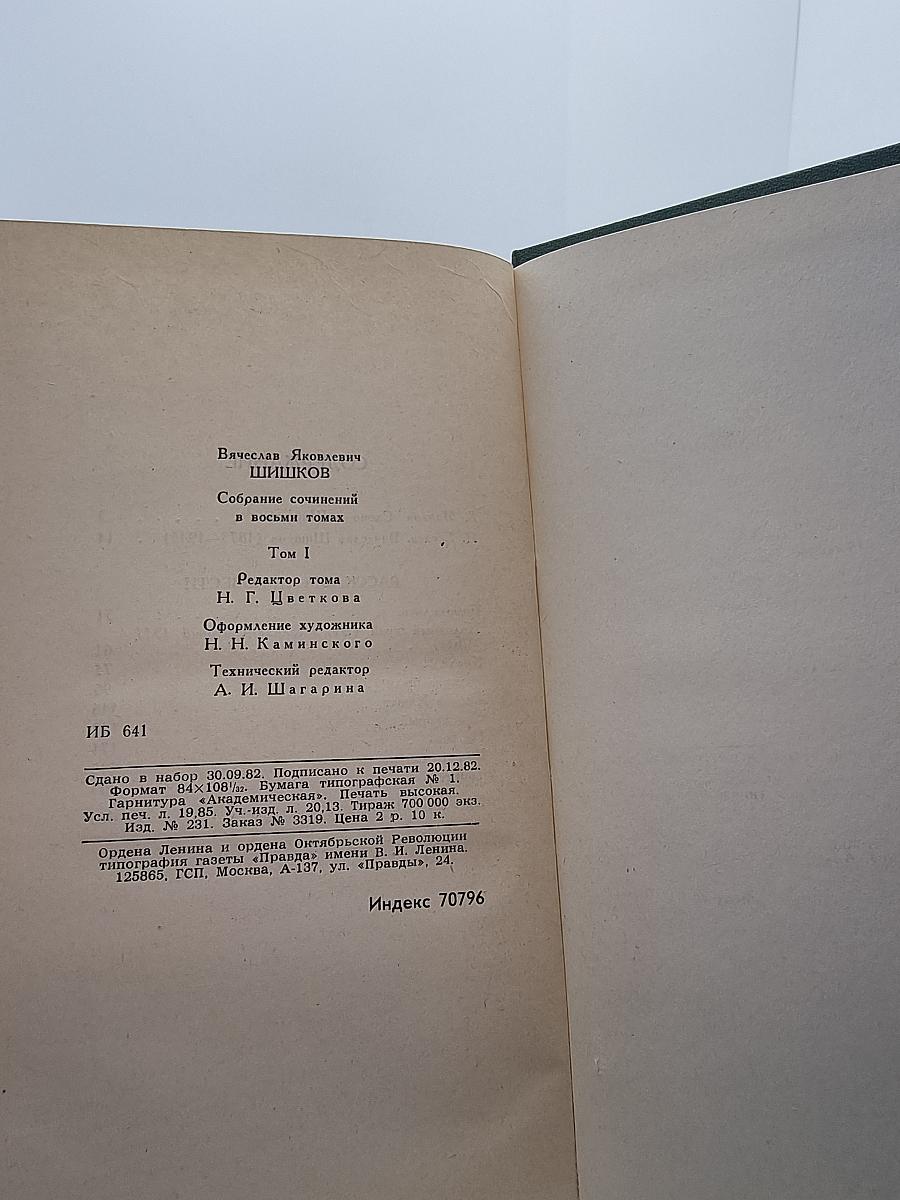 Вячеслав Яковлевич
ШИШКОВ
Собрание сочинений
в восьми томах
Том I
Редактор тома
Н. Г. Цветкова
Оформление художника
Н. Н. Каминского
Технический редактор
А. И. Шагарина
ИБ 641
Сдано в набор 30.09.82. Подписано к печати 20.12.82.
Формат 84×108¹/₃₂. Бумага типографская № 1.
Гарнитура «Академическая». Печать высокая.
Усл. печ. л. 19,85. Уч.-изд. л. 20,13. Тираж 700 000 экз.
Изд. № 231. Заказ № 3319. Цена 2 р. 10 к.
Ордена Ленина и ордена Октябрьской Революции
типография газеты «Правда» имени В. И. Ленина.
125865, ГСП, Москва, А-137, ул. «Правды», 24.
Индекс 70796